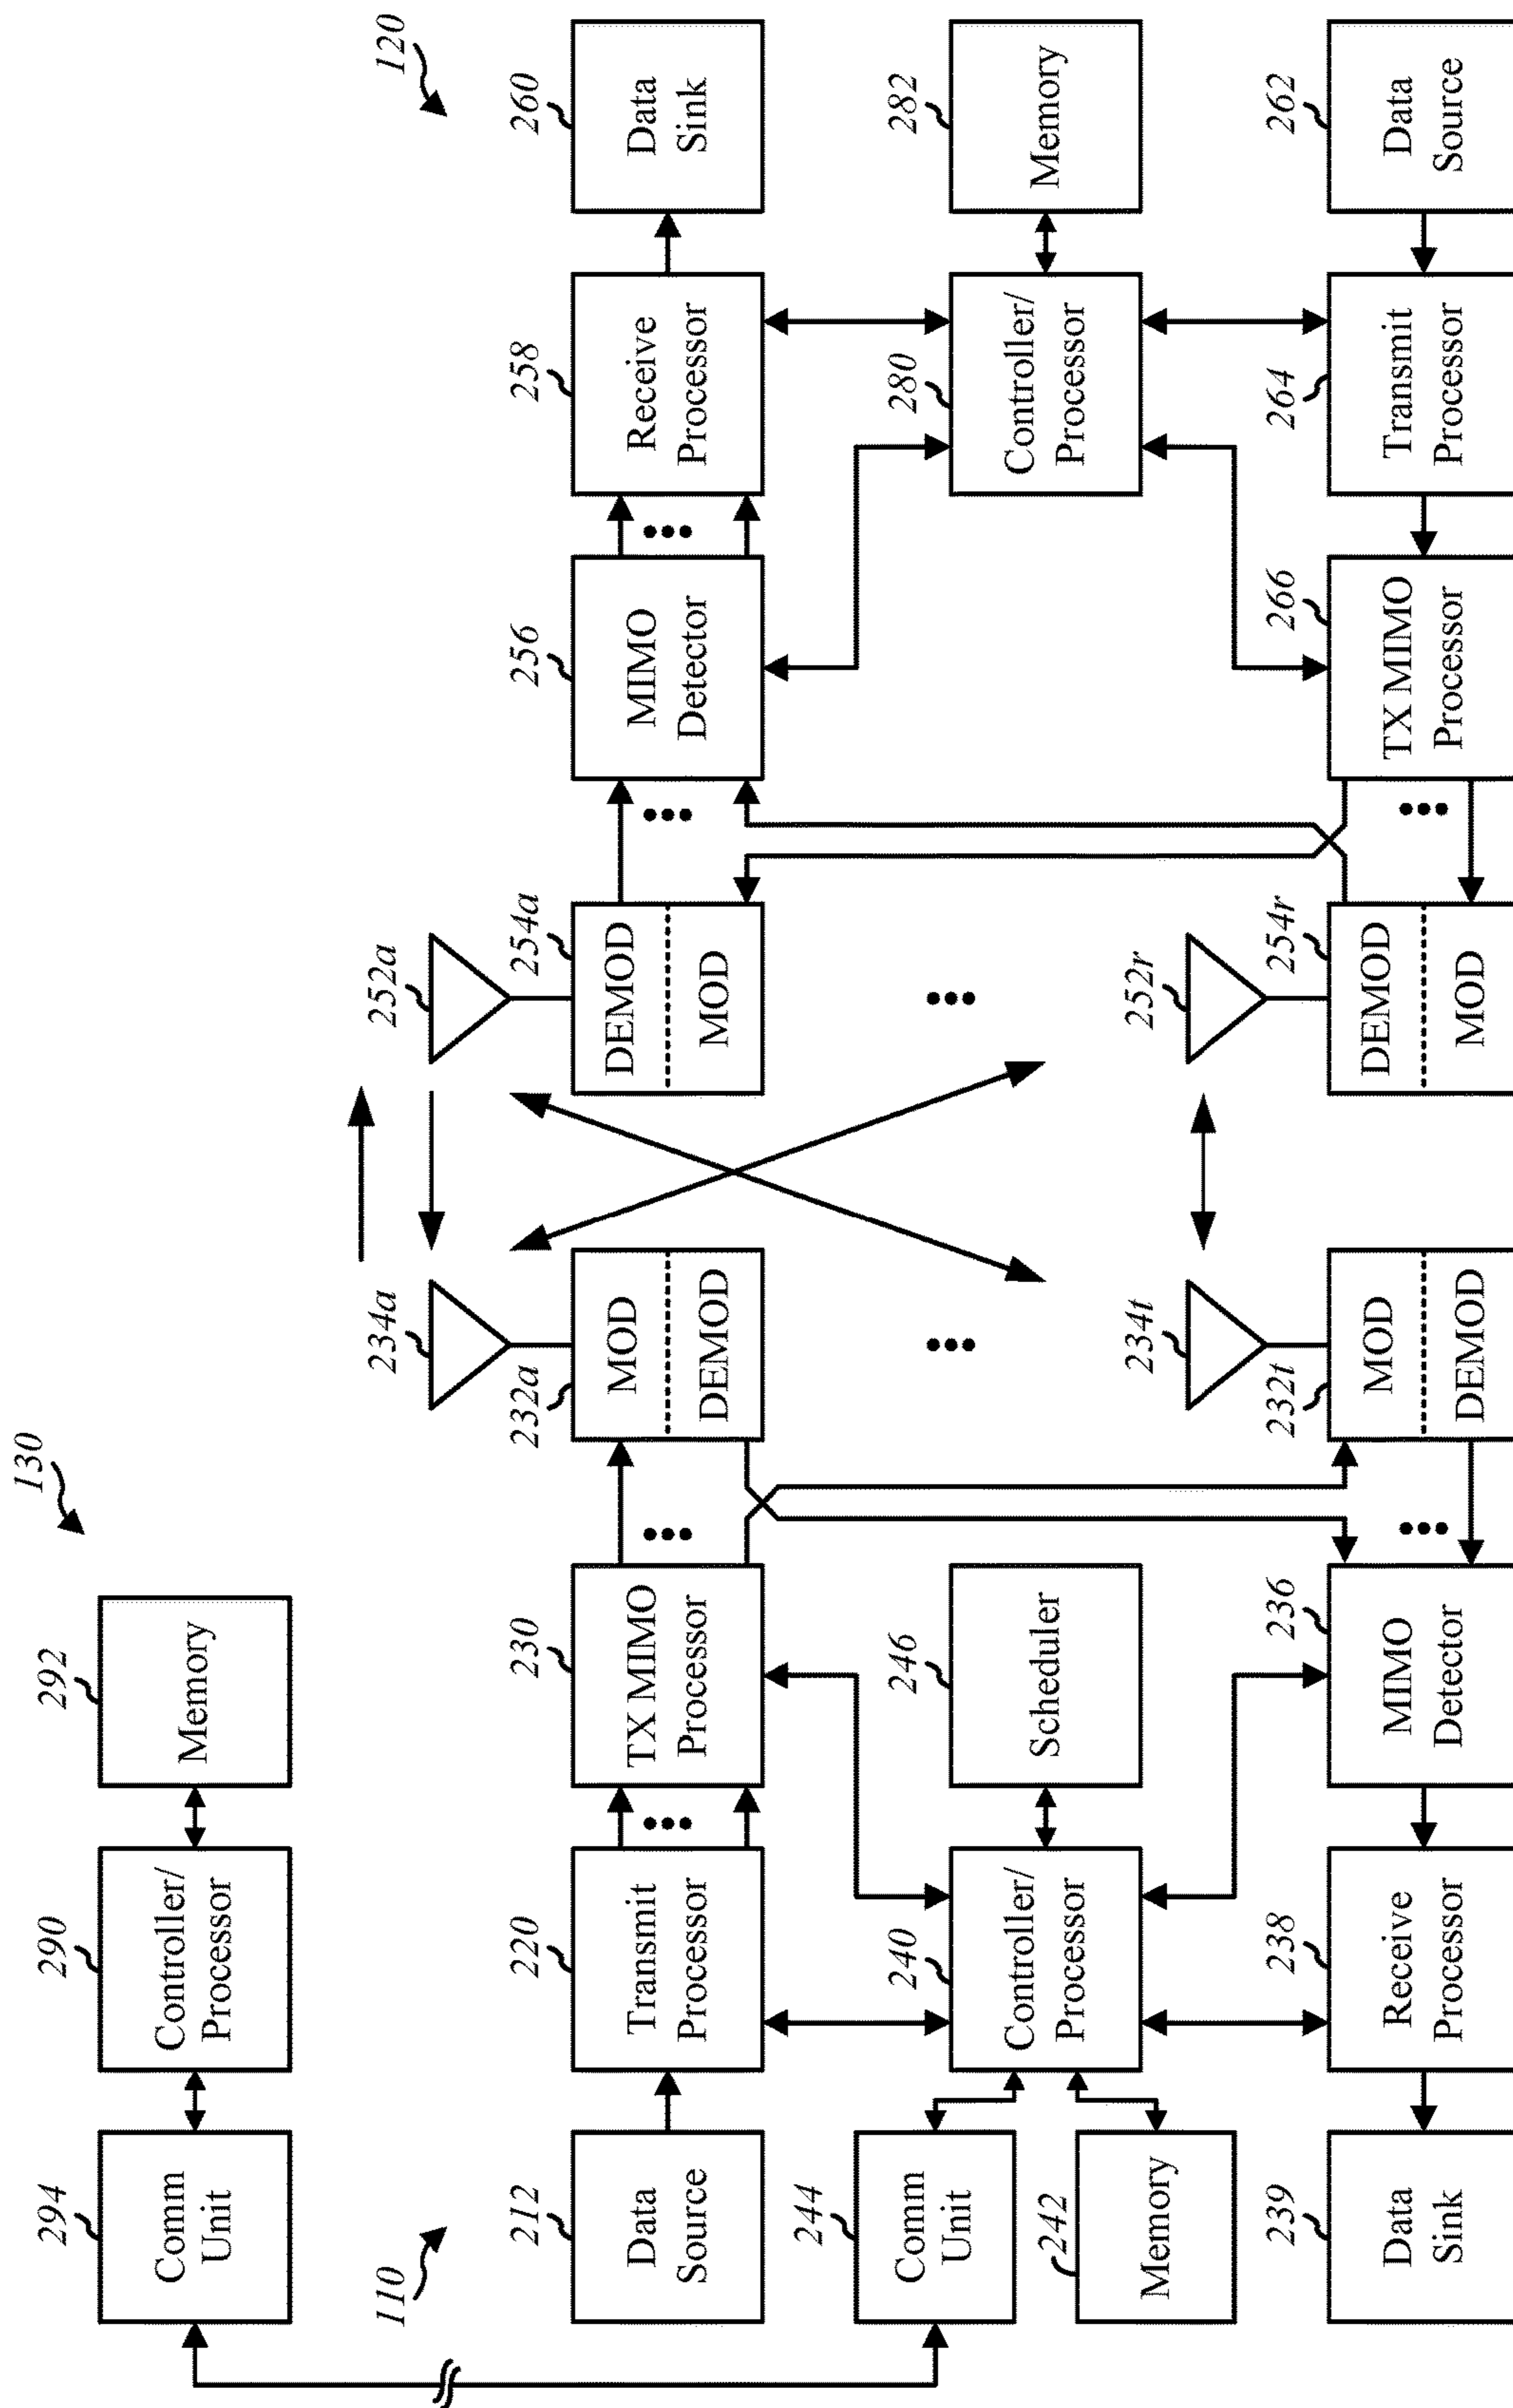 130
294
290
292
Comm
Unit
Controller/
Processor
Memory
110
120
234a
252a
212
220
230
232a
254a
256
258
260
Data
Source
Transmit
Processor
TX MIMO
Processor
MOD
DEMOD
DEMOD
MOD
MIMO
Detector
Receive
Processor
Data
Sink
244
240
246
280
282
Comm
Unit
Controller/
Processor
Scheduler
Controller/
Processor
Memory
242
Memory
234t
252r
239
238
236
232t
254r
266
264
262
Data
Sink
Receive
Processor
MIMO
Detector
MOD
DEMOD
DEMOD
MOD
TX MIMO
Processor
Transmit
Processor
Data
Source